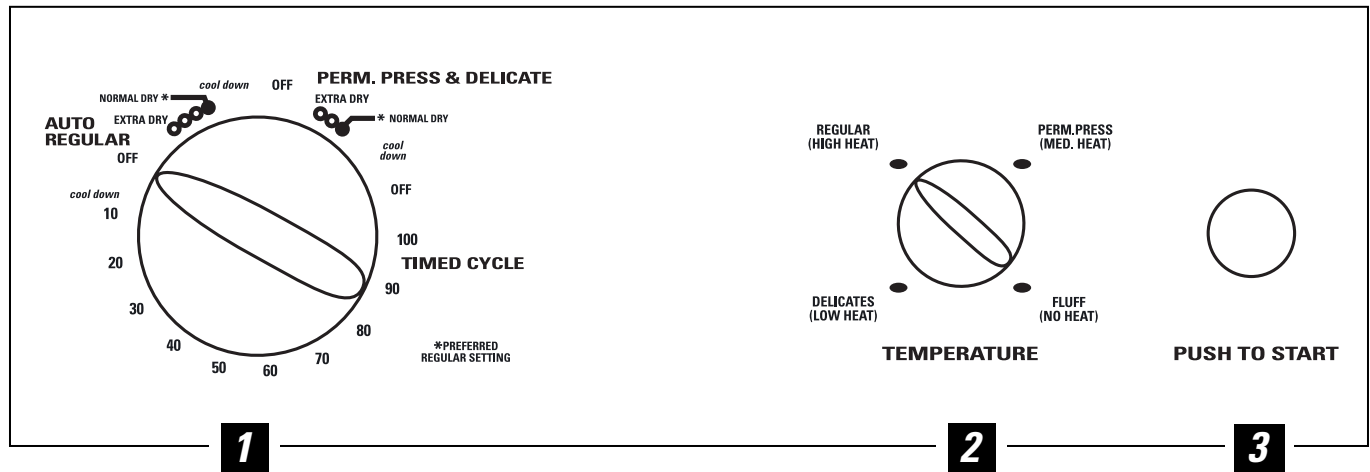 cool down
OFF
PERM. PRESS & DELICATE
NORMAL DRY *
EXTRA DRY
AUTO
REGULAR
EXTRA DRY
* NORMAL DRY
cool
down
OFF
OFF
cool down
10
20
30
40
50
60
70
80
90
100
TIMED CYCLE
*PREFERRED
REGULAR SETTING
REGULAR
(HIGH HEAT)
PERM.PRESS
(MED. HEAT)
DELICATES
(LOW HEAT)
FLUFF
(NO HEAT)
TEMPERATURE
PUSH TO START
1
2
3